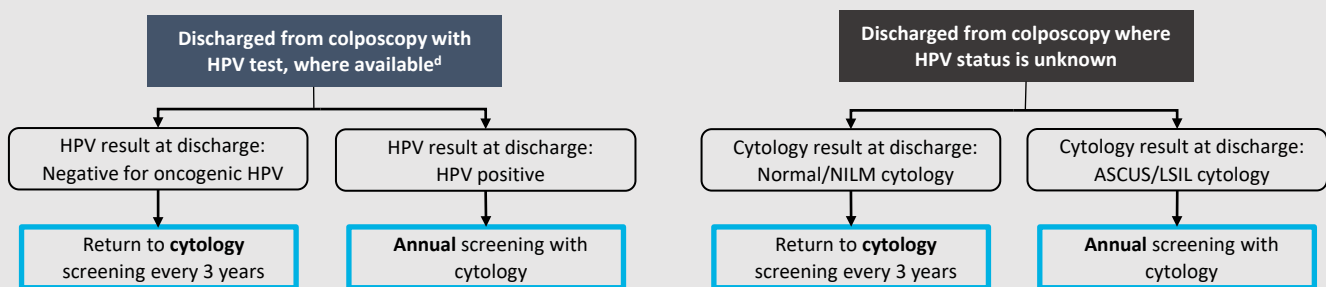 Discharged from colposcopy with
HPV test, where availableᵈ
HPV result at discharge:
Negative for oncogenic HPV
HPV result at discharge:
HPV positive
Return to cytology
screening every 3 years
Annual screening with
cytology
Discharged from colposcopy where
HPV status is unknown
Cytology result at discharge:
Normal/NILM cytology
Cytology result at discharge:
ASCUS/LSIL cytology
Return to cytology
screening every 3 years
Annual screening with
cytology